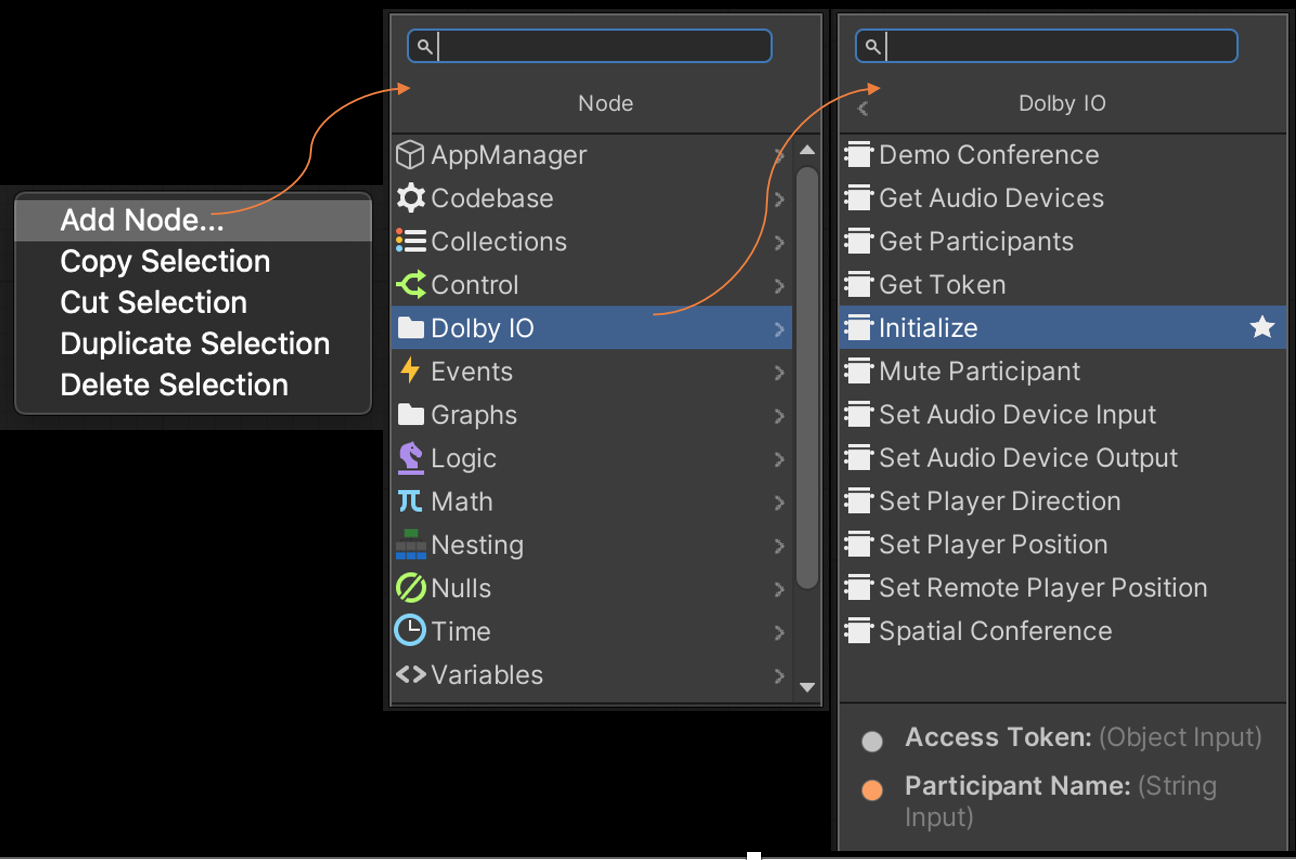 Add Node...
Copy Selection
Cut Selection
Duplicate Selection
Delete Selection
Node
AppManager
Codebase
Collections
Control
Dolby IO
Events
Graphs
Logic
Math
Nesting
Nulls
Time
Variables
Dolby IO
Demo Conference
Get Audio Devices
Get Participants
Get Token
Initialize
Mute Participant
Set Audio Device Input
Set Audio Device Output
Set Player Direction
Set Player Position
Set Remote Player Position
Spatial Conference
Access Token: (Object Input)
Participant Name: (String
Input)